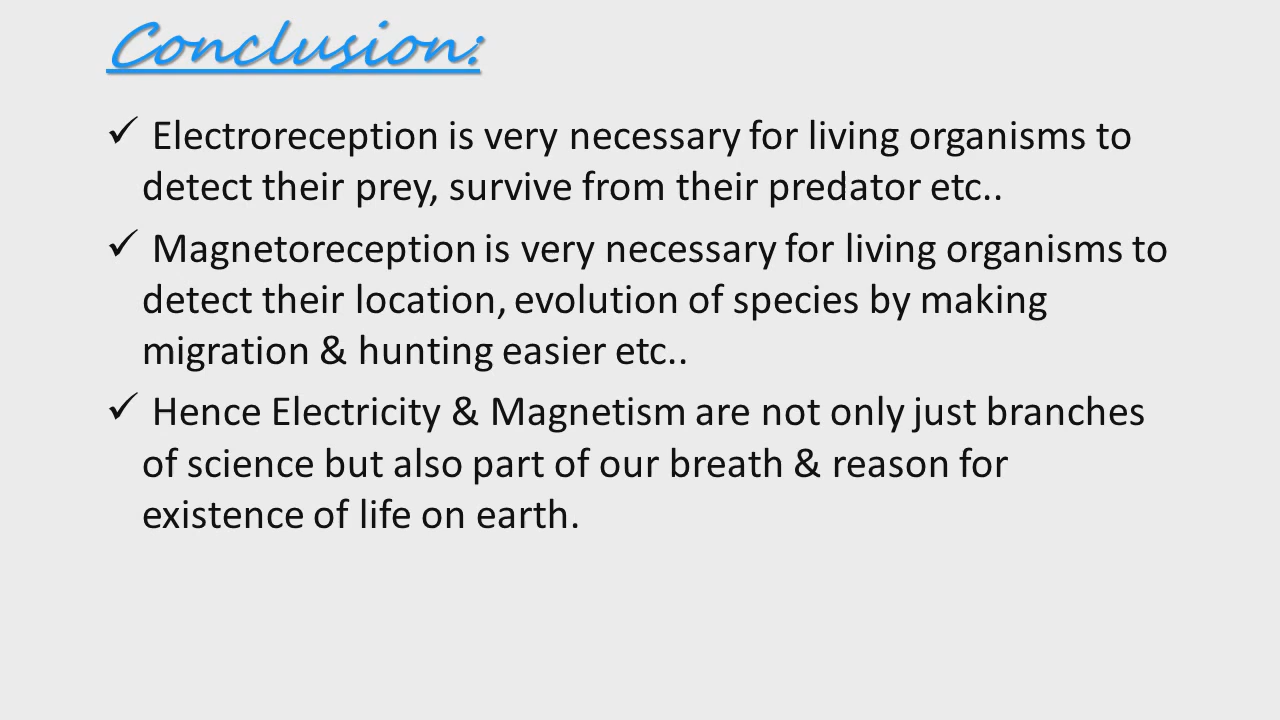 Conclusion:
✓ Electroreception is very necessary for living organisms to
detect their prey, survive from their predator etc..
✓ Magnetoreception is very necessary for living organisms to
detect their location, evolution of species by making
migration & hunting easier etc..
✓ Hence Electricity & Magnetism are not only just branches
of science but also part of our breath & reason for
existence of life on earth.